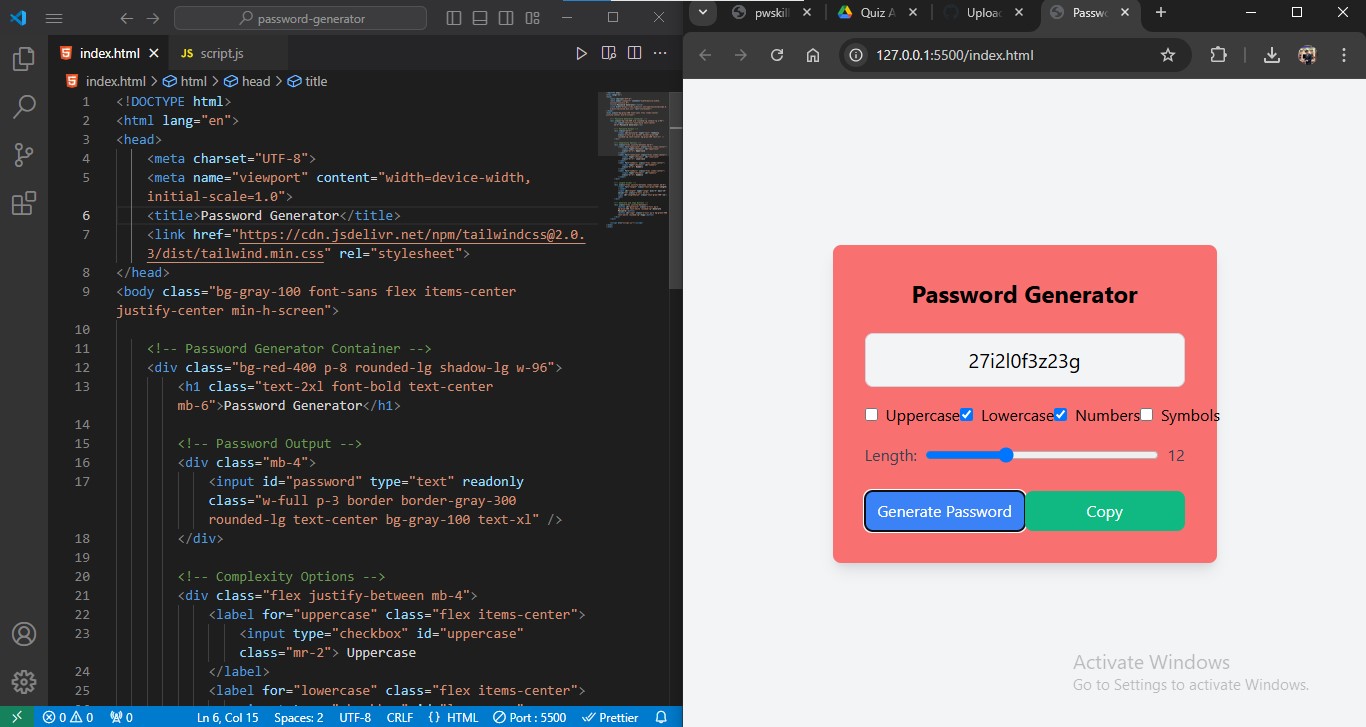 password-generator
index.html
JS script.js
index.html > html > head > title
1 <!DOCTYPE html>
2 <html lang="en">
3 <head>
4 <meta charset="UTF-8">
5 <meta name="viewport" content="width=device-width,
initial-scale=1.0">
6 <title>Password Generator</title>
7 <link href="https://cdn.jsdelivr.net/npm/tailwindcss@2.0.
3/dist/tailwind.min.css" rel="stylesheet">
8 </head>
9 <body class="bg-gray-100 font-sans flex items-center
justify-center min-h-screen">
10
11 <!-- Password Generator Container -->
12 <div class="bg-red-400 p-8 rounded-lg shadow-lg w-96">
13 <h1 class="text-2xl font-bold text-center
mb-6">Password Generator</h1>
14
15 <!-- Password Output -->
16 <div class="mb-4">
17 <input id="password" type="text" readonly
class="w-full p-3 border border-gray-300
rounded-lg text-center bg-gray-100 text-xl" />
18 </div>
19
20 <!-- Complexity Options -->
21 <div class="flex justify-between mb-4">
22 <label for="uppercase" class="flex items-center">
23 <input type="checkbox" id="uppercase"
class="mr-2"> Uppercase
24 </label>
25 <label for="lowercase" class="flex items-center">
0 0 0 Ln 6, Col 15 Spaces: 2 UTF-8 CRLF {} HTML Port : 5500 Prettier
pwskil
Quiz A
Uploa
Passw
127.0.0.1:5500/index.html
Password Generator
27i2l0f3z23g
Uppercase Lowercase Numbers Symbols
Length: 12
Generate Password Copy
Activate Windows
Go to Settings to activate Windows.